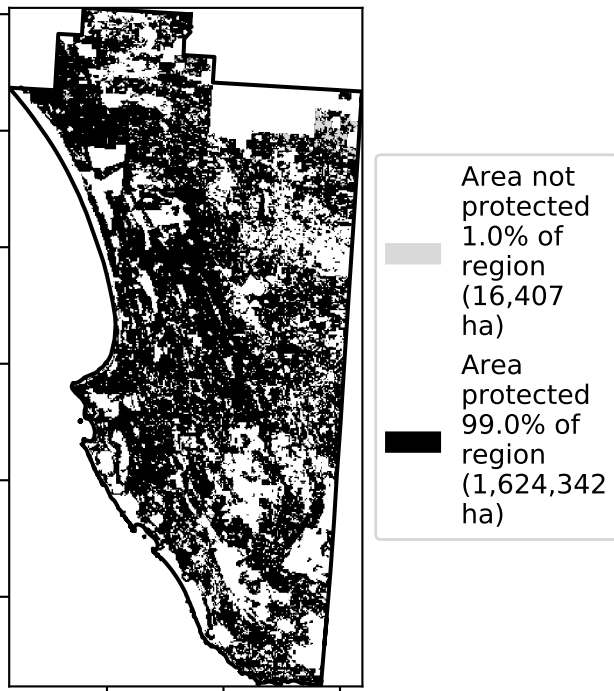 Area not
protected
1.0% of
region
(16,407
ha)
Area
protected
99.0% of
region
(1,624,342
ha)